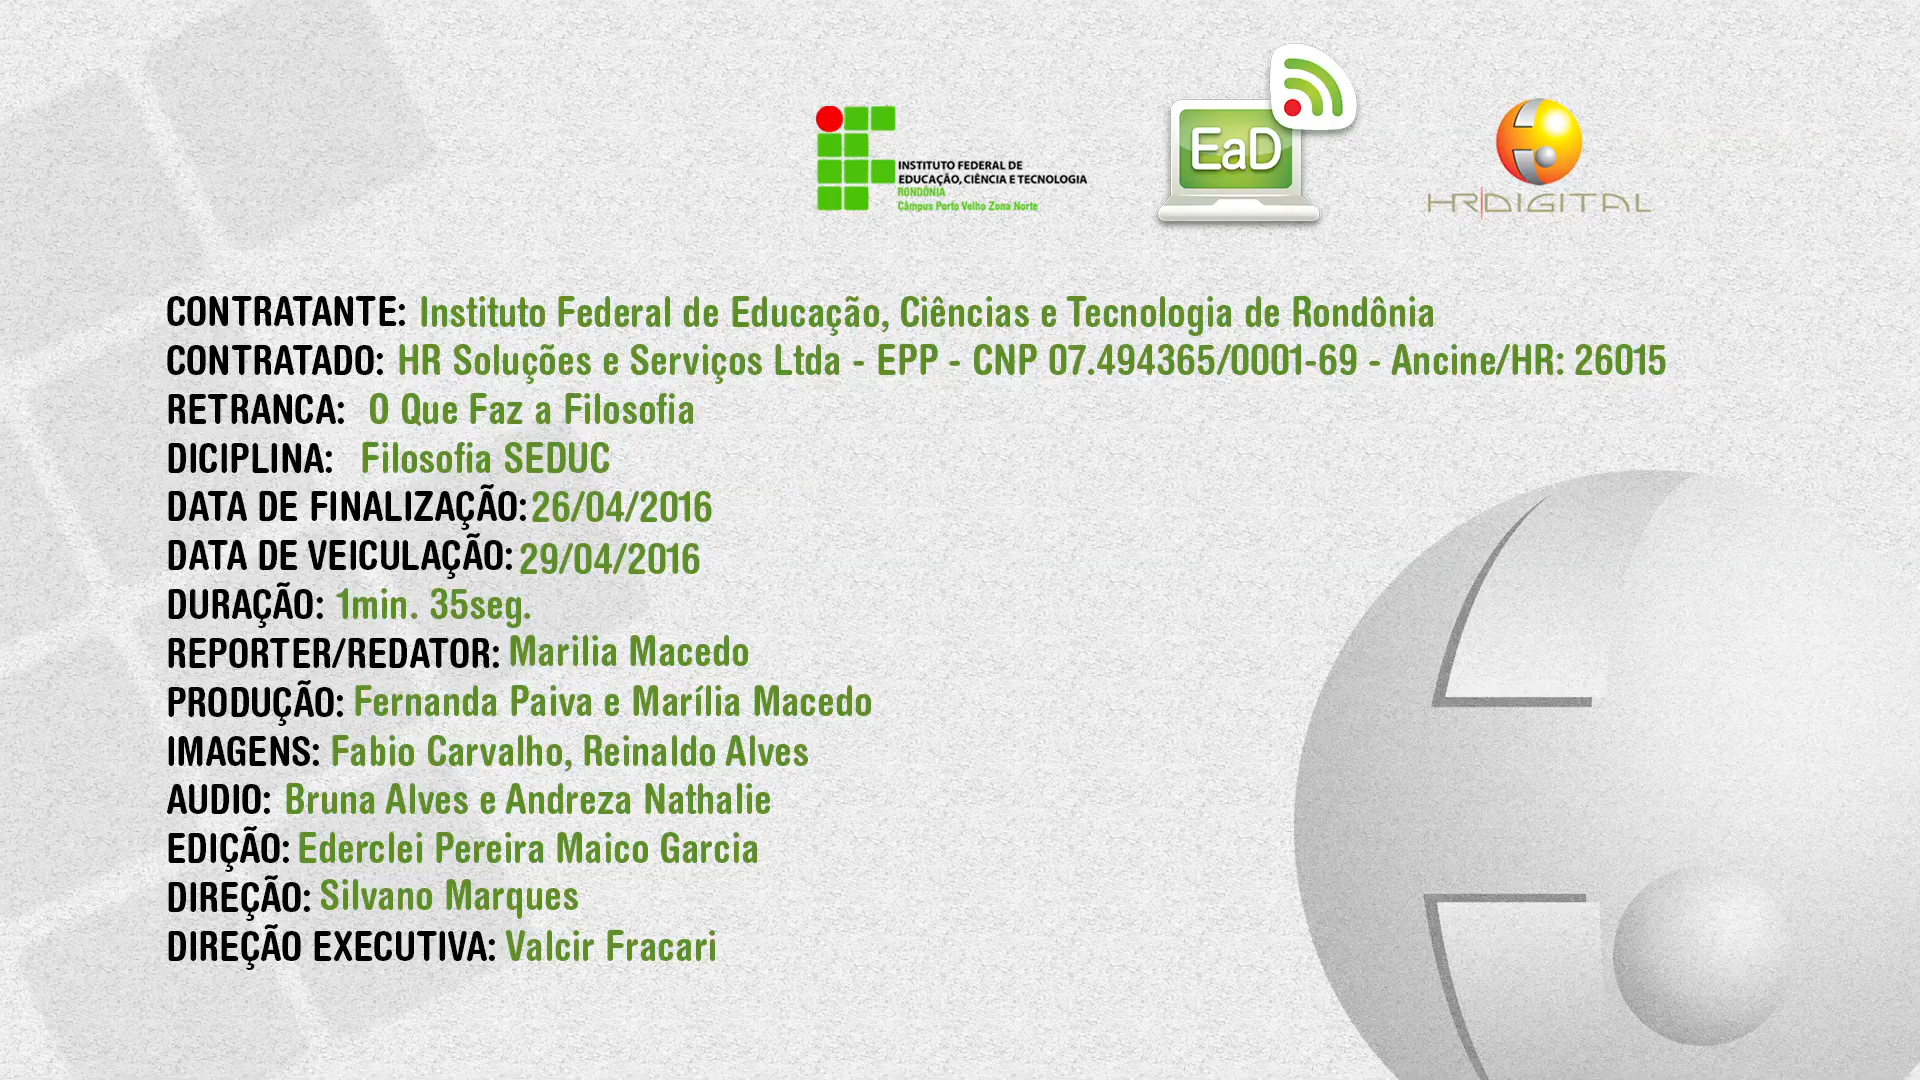 INSTITUTO FEDERAL DE
EDUCAÇÃO, CIÊNCIA E TECNOLOGIA
RONDÔNIA
Câmpus Porto Velho Zona Norte
EaD
HR|DIGITAL
CONTRATANTE: Instituto Federal de Educação, Ciências e Tecnologia de Rondônia
CONTRATADO: HR Soluções e Serviços Ltda - EPP - CNP 07.494365/0001-69 - Ancine/HR: 26015
RETRANCA: O Que Faz a Filosofia
DICIPLINA: Filosofia SEDUC
DATA DE FINALIZAÇÃO: 26/04/2016
DATA DE VEICULAÇÃO: 29/04/2016
DURAÇÃO: 1min. 35seg.
REPORTER/REDATOR: Marilia Macedo
PRODUÇÃO: Fernanda Paiva e Marília Macedo
IMAGENS: Fabio Carvalho, Reinaldo Alves
AUDIO: Bruna Alves e Andreza Nathalie
EDIÇÃO: Ederclei Pereira Maico Garcia
DIREÇÃO: Silvano Marques
DIREÇÃO EXECUTIVA: Valcir Fracari